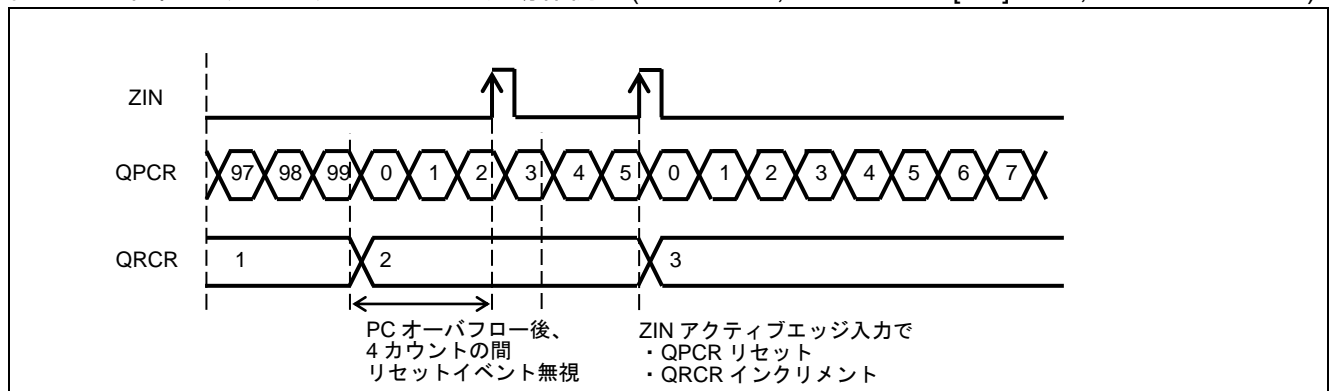 ZIN
QPCR 97 98 99 0 1 2 3 4 5 0 1 2 3 4 5 6 7
QRCR 1 2 3
PC オーバフロー後、
4 カウントの間
リセットイベント無視
ZIN アクティブエッジ入力で
・QPCR リセット
・QRCR インクリメント